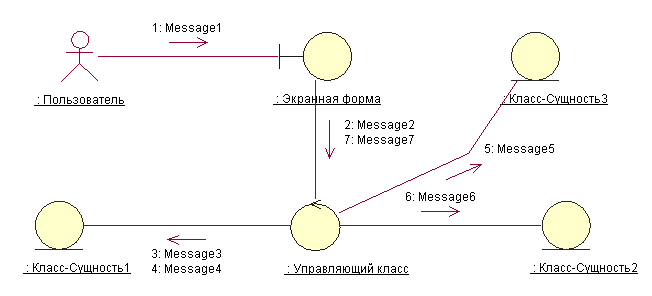 1: Message1
: Пользователь
: Экранная форма
: Класс-Сущность3
2: Message2
7: Message7
5: Message5
6: Message6
3: Message3
4: Message4
: Класс-Сущность1
: Управляющий класс
: Класс-Сущность2